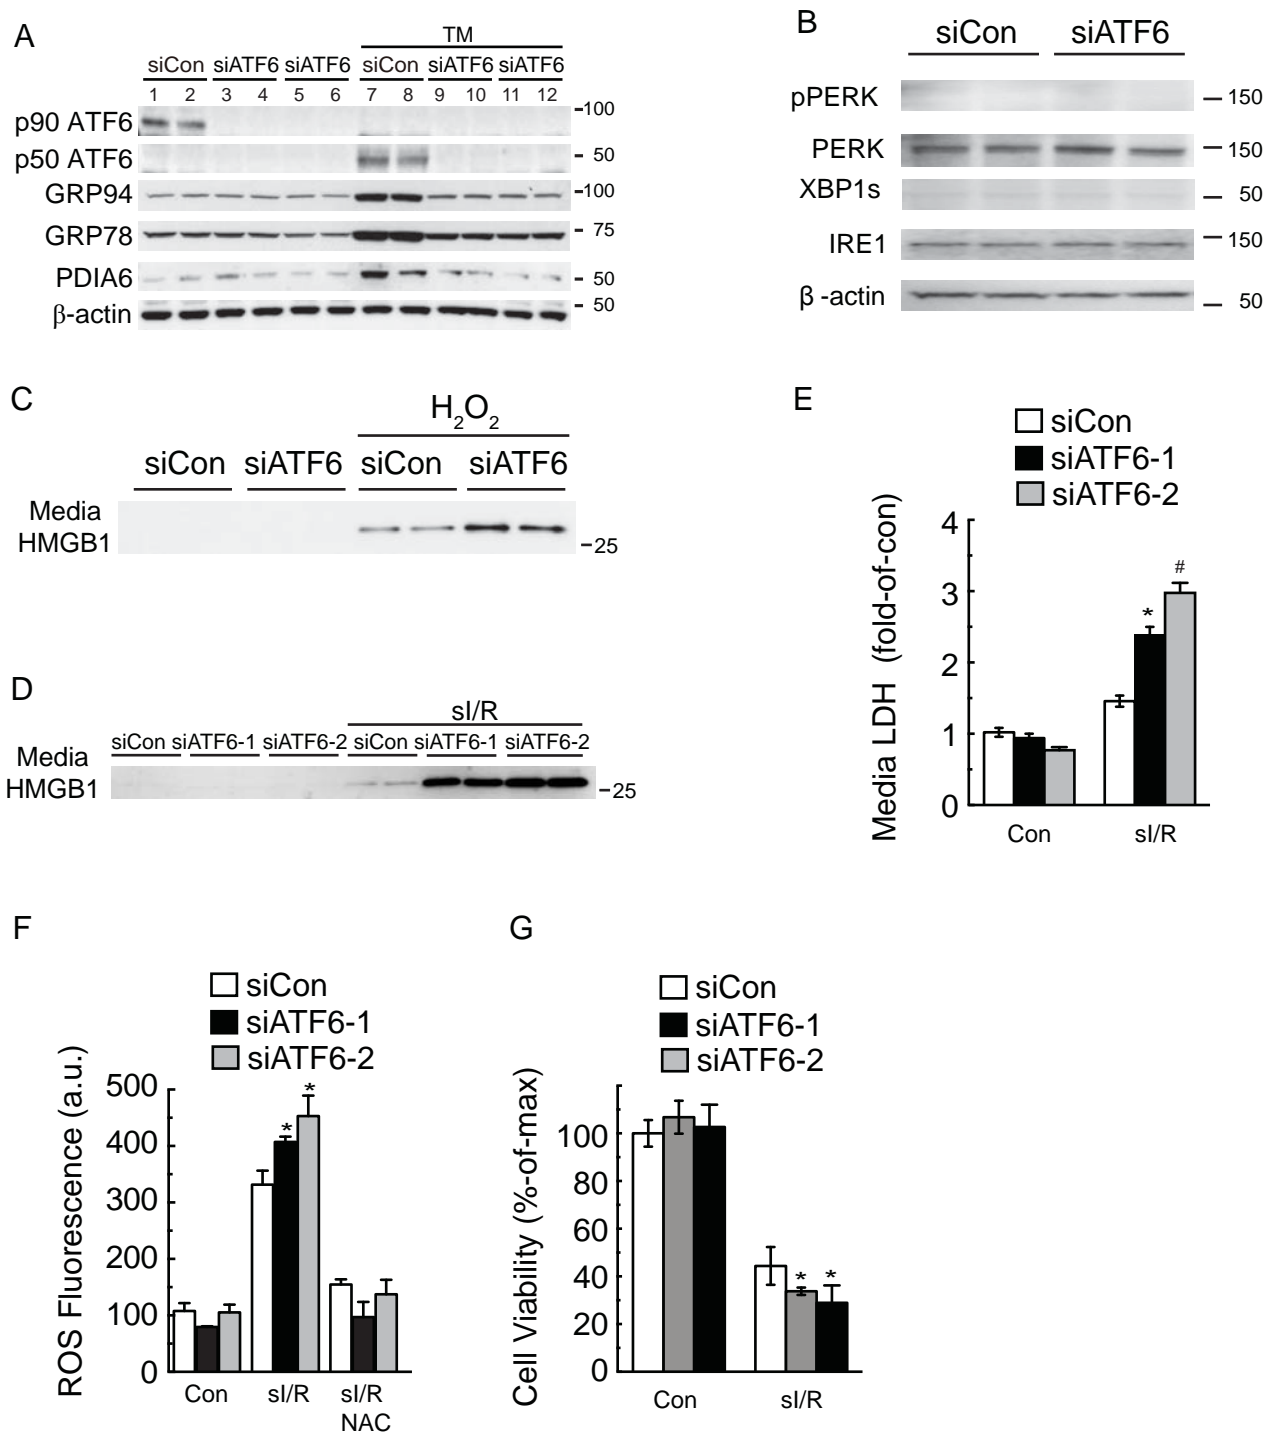 A
TM
siCon siATF6 siATF6 siCon siATF6 siATF6
1 2 3 4 5 6 7 8 9 10 11 12
p90 ATF6 -100
p50 ATF6 - 50
GRP94 -100
GRP78 - 75
PDIA6 - 50
β-actin - 50
B
siCon siATF6
pPERK — 150
PERK — 150
XBP1s — 50
IRE1 — 150
β -actin — 50
C
H₂O₂
siCon siATF6 siCon siATF6
Media
HMGB1 -25
D
sI/R
siCon siATF6-1 siATF6-2 siCon siATF6-1 siATF6-2
Media
HMGB1 -25
E
siCon
siATF6-1
siATF6-2
Media LDH (fold-of-con)
4
3
2
1
0
* #
Con sI/R
F
siCon
siATF6-1
siATF6-2
ROS Fluorescence (a.u.)
500
400
300
200
100
0
* *
Con sI/R sI/R
NAC
G
siCon
siATF6-1
siATF6-2
Cell Viability (%-of-max)
100
80
60
40
20
0
* *
Con sI/R